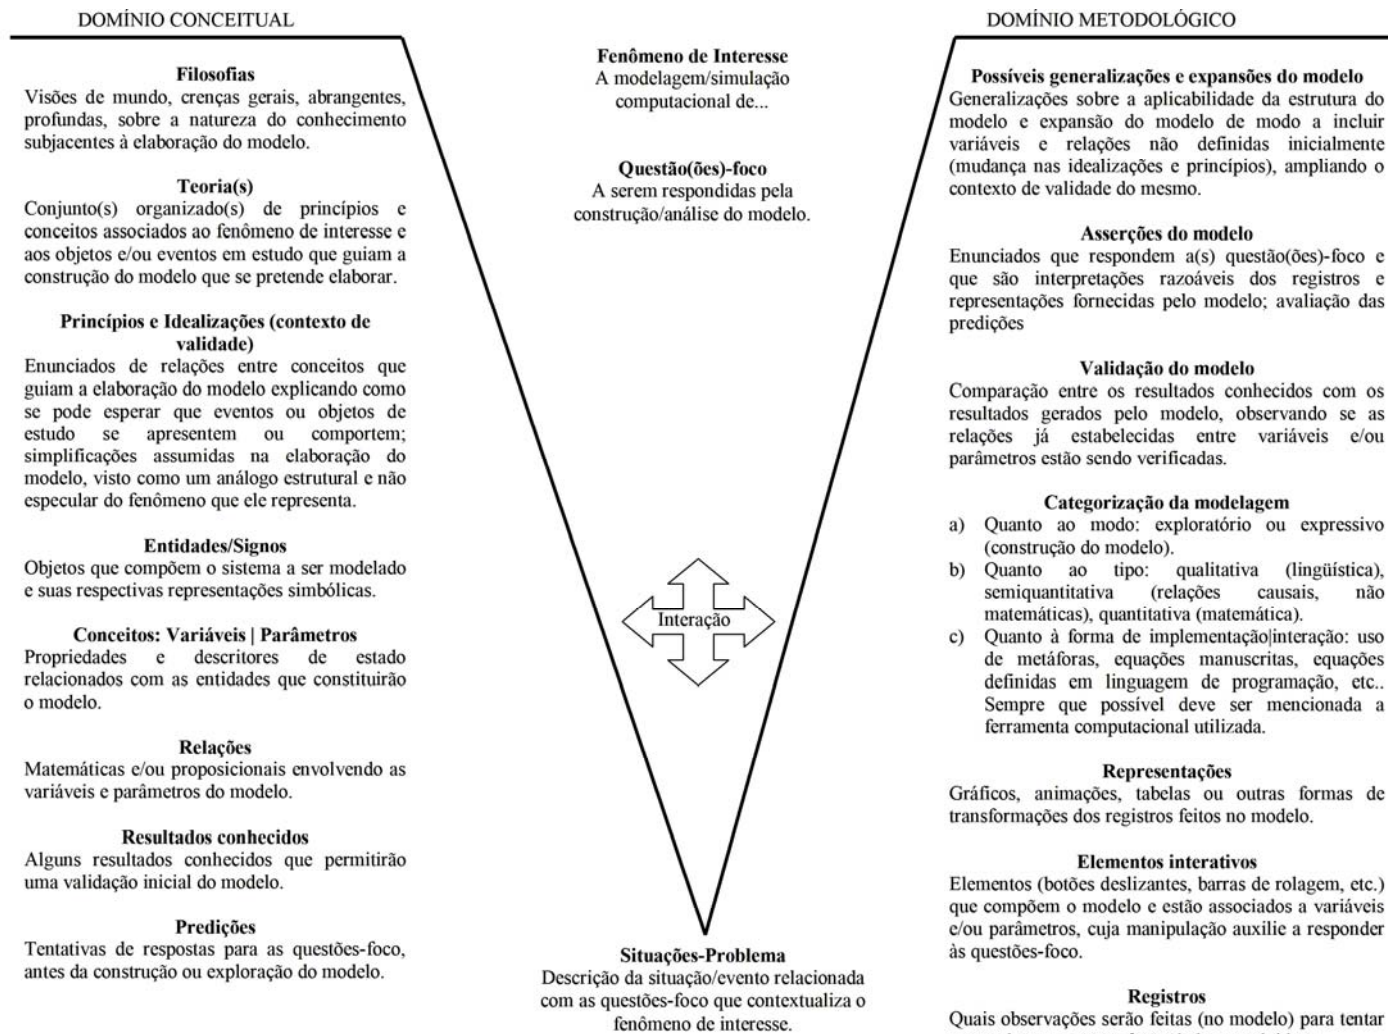 DOMÍNIO CONCEITUAL
Filosofias
Visões de mundo, crenças gerais, abrangentes,
profundas, sobre a natureza do conhecimento
subjacentes à elaboração do modelo.
Teoria(s)
Conjunto(s) organizado(s) de princípios e
conceitos associados ao fenômeno de interesse e
aos objetos e/ou eventos em estudo que guiam a
construção do modelo que se pretende elaborar.
Princípios e Idealizações (contexto de
validade)
Enunciados de relações entre conceitos que
guiam a elaboração do modelo explicando como
se pode esperar que eventos ou objetos de
estudo se apresentem ou comportem;
simplificações assumidas na elaboração do
modelo, visto como um análogo estrutural e não
especular do fenômeno que ele representa.
Entidades/Signos
Objetos que compõem o sistema a ser modelado
e suas respectivas representações simbólicas.
Conceitos: Variáveis | Parâmetros
Propriedades e descritores de estado
relacionados com as entidades que constituirão
o modelo.
Relações
Matemáticas e/ou proposicionais envolvendo as
variáveis e parâmetros do modelo.
Resultados conhecidos
Alguns resultados conhecidos que permitirão
uma validação inicial do modelo.
Predições
Tentativas de respostas para as questões-foco,
antes da construção ou exploração do modelo.
Fenômeno de Interesse
A modelagem/simulação
computacional de...
Questão(ões)-foco
A serem respondidas pela
construção/análise do modelo.
Interação
Situações-Problema
Descrição da situação/evento relacionada
com as questões-foco que contextualiza o
fenômeno de interesse.
DOMÍNIO METODOLÓGICO
Possíveis generalizações e expansões do modelo
Generalizações sobre a aplicabilidade da estrutura do
modelo e expansão do modelo de modo a incluir
variáveis e relações não definidas inicialmente
(mudança nas idealizações e princípios), ampliando o
contexto de validade do mesmo.
Asserções do modelo
Enunciados que respondem a(s) questão(ões)-foco e
que são interpretações razoáveis dos registros e
representações fornecidas pelo modelo; avaliação das
predições
Validação do modelo
Comparação entre os resultados conhecidos com os
resultados gerados pelo modelo, observando se as
relações já estabelecidas entre variáveis e/ou
parâmetros estão sendo verificadas.
Categorização da modelagem
a) Quanto ao modo: exploratório ou expressivo
(construção do modelo).
b) Quanto ao tipo: qualitativa (lingüística),
semiquantitativa (relações causais, não
matemáticas), quantitativa (matemática).
c) Quanto à forma de implementação|interação: uso
de metáforas, equações manuscritas, equações
definidas em linguagem de programação, etc..
Sempre que possível deve ser mencionada a
ferramenta computacional utilizada.
Representações
Gráficos, animações, tabelas ou outras formas de
transformações dos registros feitos no modelo.
Elementos interativos
Elementos (botões deslizantes, barras de rolagem, etc.)
que compõem o modelo e estão associados a variáveis
e/ou parâmetros, cuja manipulação auxilie a responder
às questões-foco.
Registros
Quais observações serão feitas (no modelo) para tentar